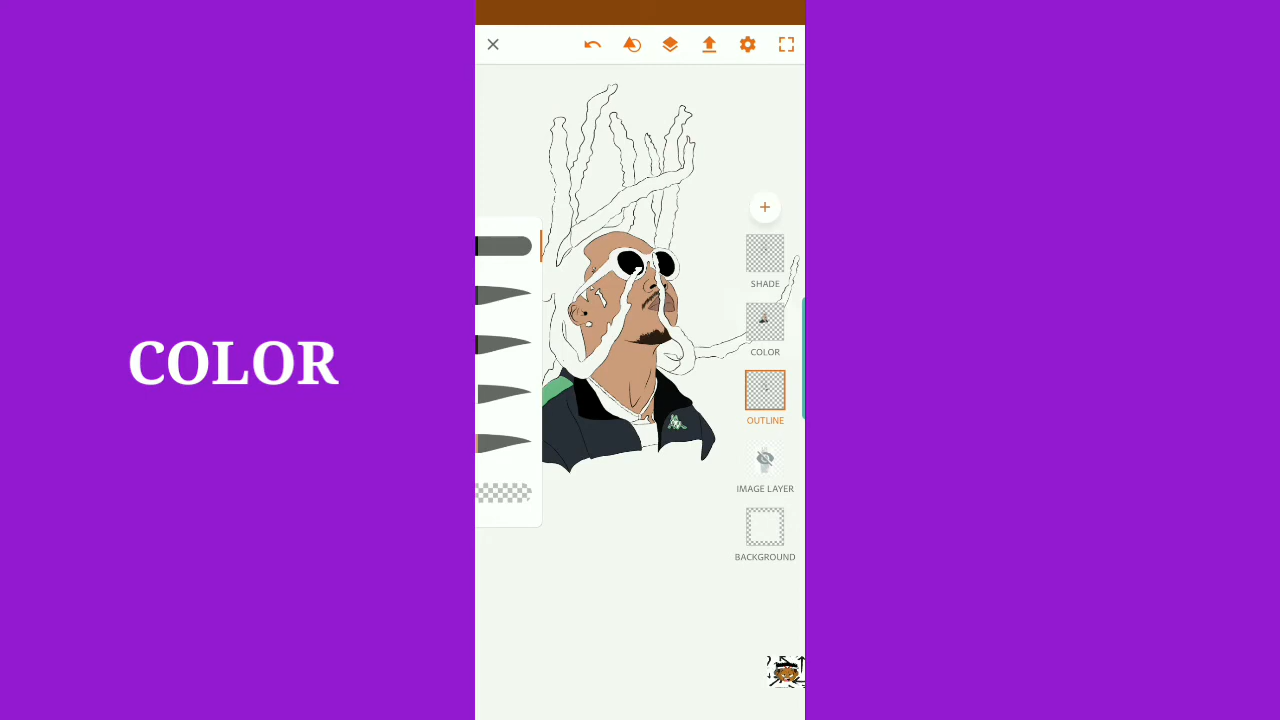 COLOR
SHADE
COLOR
OUTLINE
IMAGE LAYER
BACKGROUND